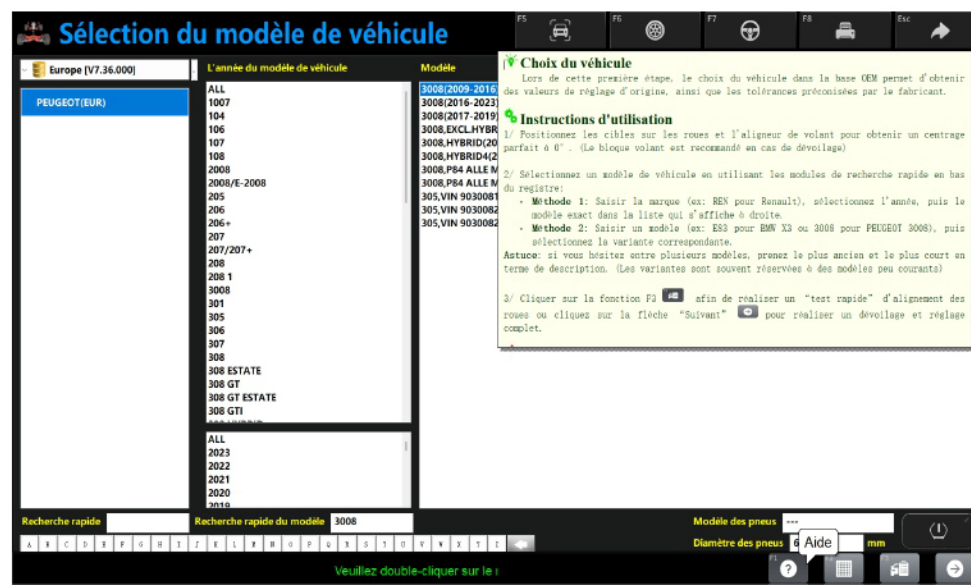 Sélection du modèle de véhicule
F5
F6
F7
F8
Esc
Europe [V7.36.000]
PEUGEOT(EUR)
L'année du modèle de véhicule
ALL
1007
104
106
107
108
2008
2008/E-2008
205
206
206+
207
207/207+
208
208 1
3008
301
305
306
307
308
308 ESTATE
308 GT
308 GT ESTATE
308 GTI
ALL
2023
2022
2021
2020
2019
Modèle
3008(2009-2016)
3008(2016-2023)
3008(2017-2019)
3008,EXCL.HYBR
3008,HYBRID(20
3008,HYBRID4(2
3008,P84 ALLE M
3008,P84 ALLE M
305,VIN 9030081
305,VIN 9030082
305,VIN 9030082
Choix du véhicule
Lors de cette première étape, le choix du véhicule dans la base OEM permet d'obtenir
des valeurs de réglage d'origine, ainsi que les tolérances préconisées par le fabricant.
Instructions d'utilisation
1/ Positionnez les cibles sur les roues et l'aligneur de volant pour obtenir un centrage
parfait à 0°. (Le bloque volant est recommandé en cas de dévoilage)
2/ Sélectionnez un modèle de véhicule en utilisant les modules de recherche rapide en bas
du registre:
• Méthode 1: Saisir la marque (ex: REN pour Renault), sélectionnez l'année, puis le
modèle exact dans la liste qui s'affiche à droite.
• Méthode 2: Saisir un modèle (ex: E83 pour BMW X3 ou 3008 pour PEUGEOT 3008), puis
sélectionnez la variante correspondante.
Astuce: si vous hésitez entre plusieurs modèles, prenez le plus ancien et le plus court en
terme de description. (Les variantes sont souvent réservées à des modèles peu courants)
3/ Cliquer sur la fonction F3 afin de réaliser un "test rapide" d'alignement des
roues ou cliquez sur la flèche "Suivant" pour réaliser un dévoilage et réglage
complet.
Recherche rapide
Recherche rapide du modèle 3008
Modèle des pneus ---
Diamètre des pneus 6 mm
Aide
A B C D E F G H I J K L M N O P Q R S T U V W X Y Z
Veuillez double-cliquer sur le
F1
F3